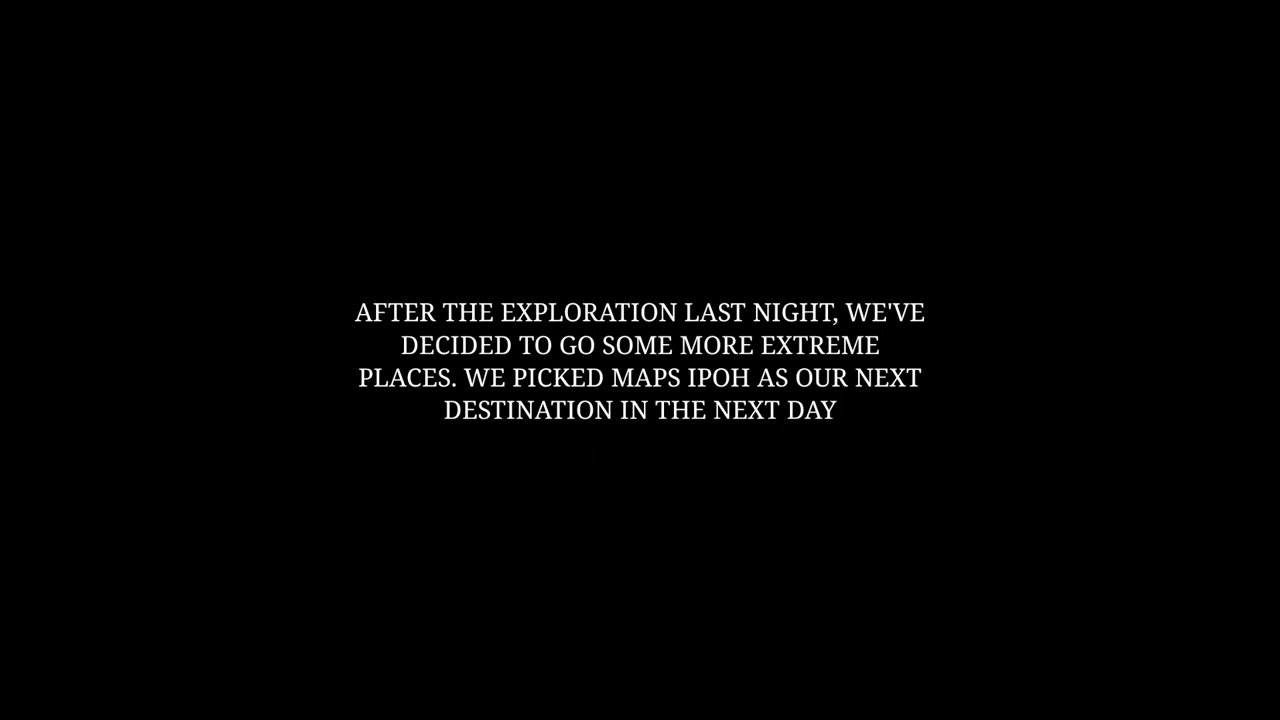 AFTER THE EXPLORATION LAST NIGHT, WE'VE
DECIDED TO GO SOME MORE EXTREME
PLACES. WE PICKED MAPS IPOH AS OUR NEXT
DESTINATION IN THE NEXT DAY